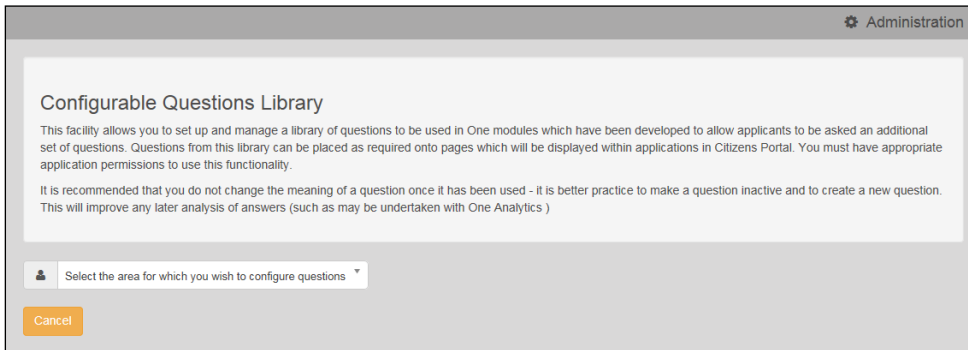 Administration
Configurable Questions Library
This facility allows you to set up and manage a library of questions to be used in One modules which have been developed to allow applicants to be asked an additional
set of questions. Questions from this library can be placed as required onto pages which will be displayed within applications in Citizens Portal. You must have appropriate
application permissions to use this functionality.
It is recommended that you do not change the meaning of a question once it has been used - it is better practice to make a question inactive and to create a new question.
This will improve any later analysis of answers (such as may be undertaken with One Analytics )
Select the area for which you wish to configure questions
Cancel